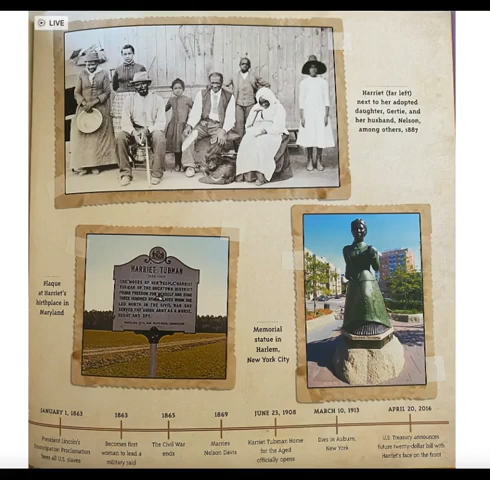 LIVE
Harriet (far left)
next to her adopted
daughter, Gertie, and
her husband, Nelson,
among others, 1887
Plaque
at Harriet's
birthplace in
Maryland
HARRIET TUBMAN
Memorial
statue in
Harlem,
New York City
JANUARY 1, 1863
President Lincoln's
Emancipation Proclamation
frees all U.S. slaves
1863
Becomes first
woman to lead a
military raid
1865
The Civil War
ends
1869
Marries
Nelson Davis
JUNE 23, 1908
Harriet Tubman Home
for the Aged
officially opens
MARCH 10, 1913
Dies in Auburn,
New York
APRIL 20, 2016
U.S. Treasury announces
future twenty-dollar bill with
Harriet's face on the front